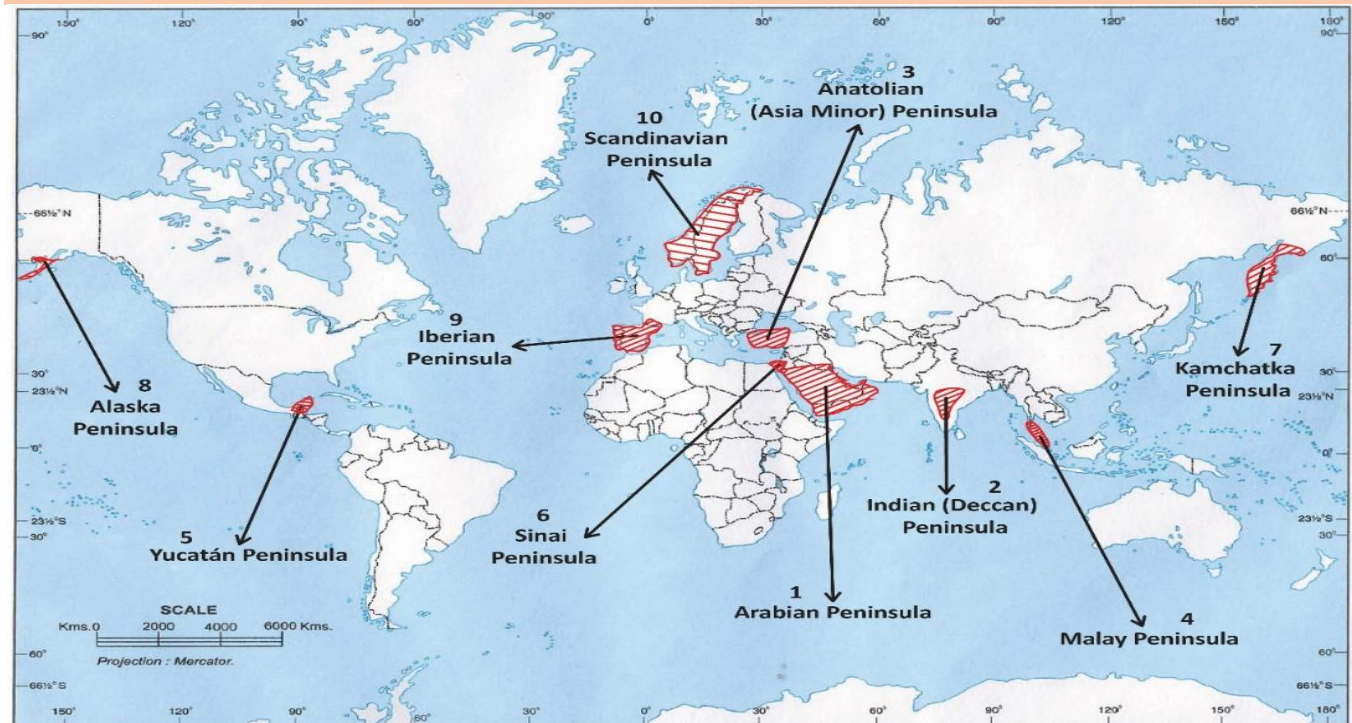 150° 120° 90° 60° 30° 0° 30° 60° 90° 120° 150° 180°
90° 90°
3
Anatolian
(Asia Minor) Peninsula
10
Scandinavian
Peninsula
66½°N 66½°N
60° 60°
9
Iberian
Peninsula
7
Kamchatka
Peninsula
30° 30°
23½°N 23½°N
8
Alaska
Peninsula
0° 0°
2
Indian (Deccan)
Peninsula
23½°S 23½°S
30° 30°
5
Yucatán Peninsula
6
Sinai
Peninsula
1
Arabian Peninsula
4
Malay Peninsula
SCALE
Kms. 0 2000 4000 6000 Kms.
Projection : Mercator.
60° 60°
66½°S 66½°S
150° 120° 90° 60° 30° 0° 30° 60° 90° 120° 150° 180°